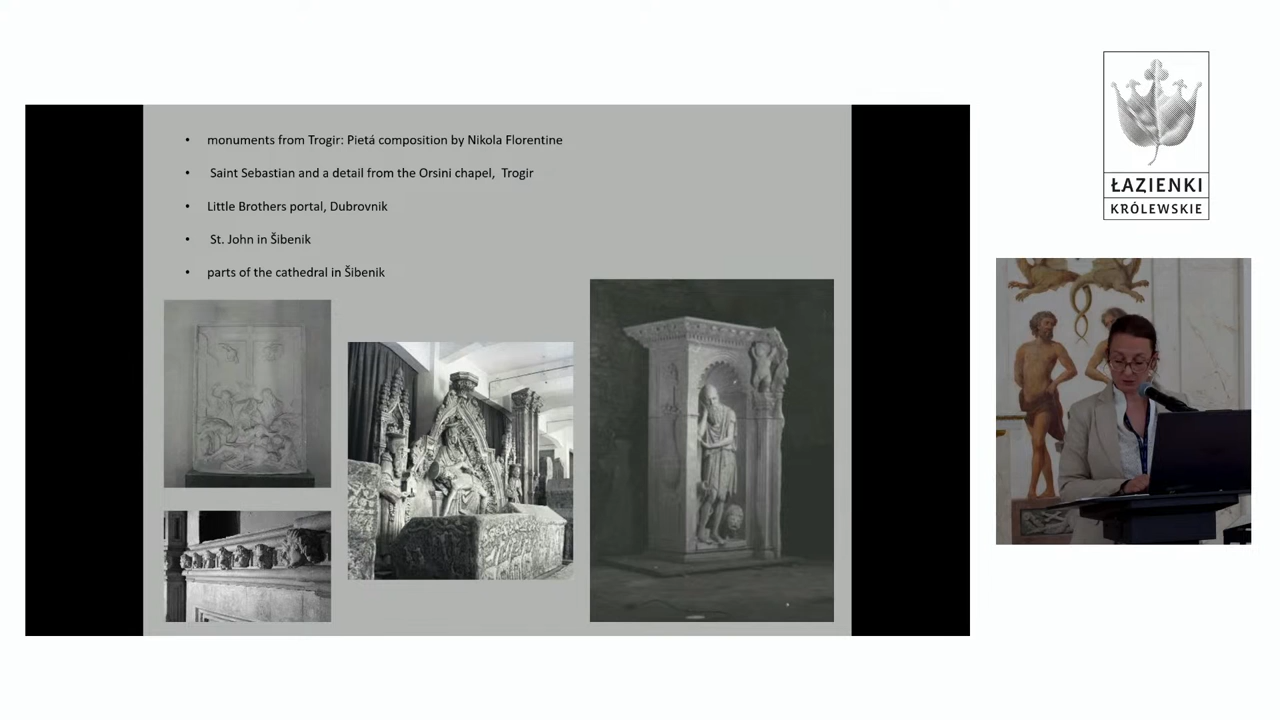 • monuments from Trogir: Pietá composition by Nikola Florentine
• Saint Sebastian and a detail from the Orsini chapel, Trogir
• Little Brothers portal, Dubrovnik
• St. John in Šibenik
• parts of the cathedral in Šibenik
ŁAZIENKI
KRÓLEWSKIE